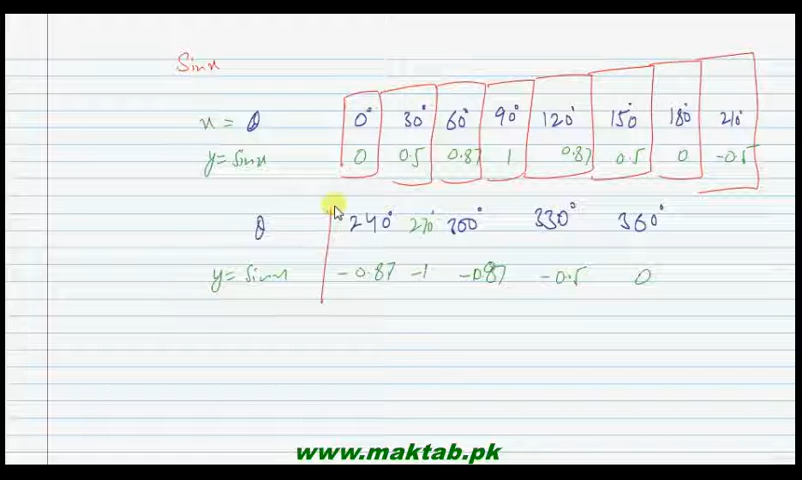 Sinx
x = θ 0° 30° 60° 90° 120° 150 180° 210°
y = sinx 0 0.5 0.87 1 0.87 0.5 0 -0.5
θ 240° 270° 300° 330° 360°
y = sinx -0.87 -1 -0.87 -0.5 0
www.maktab.pk